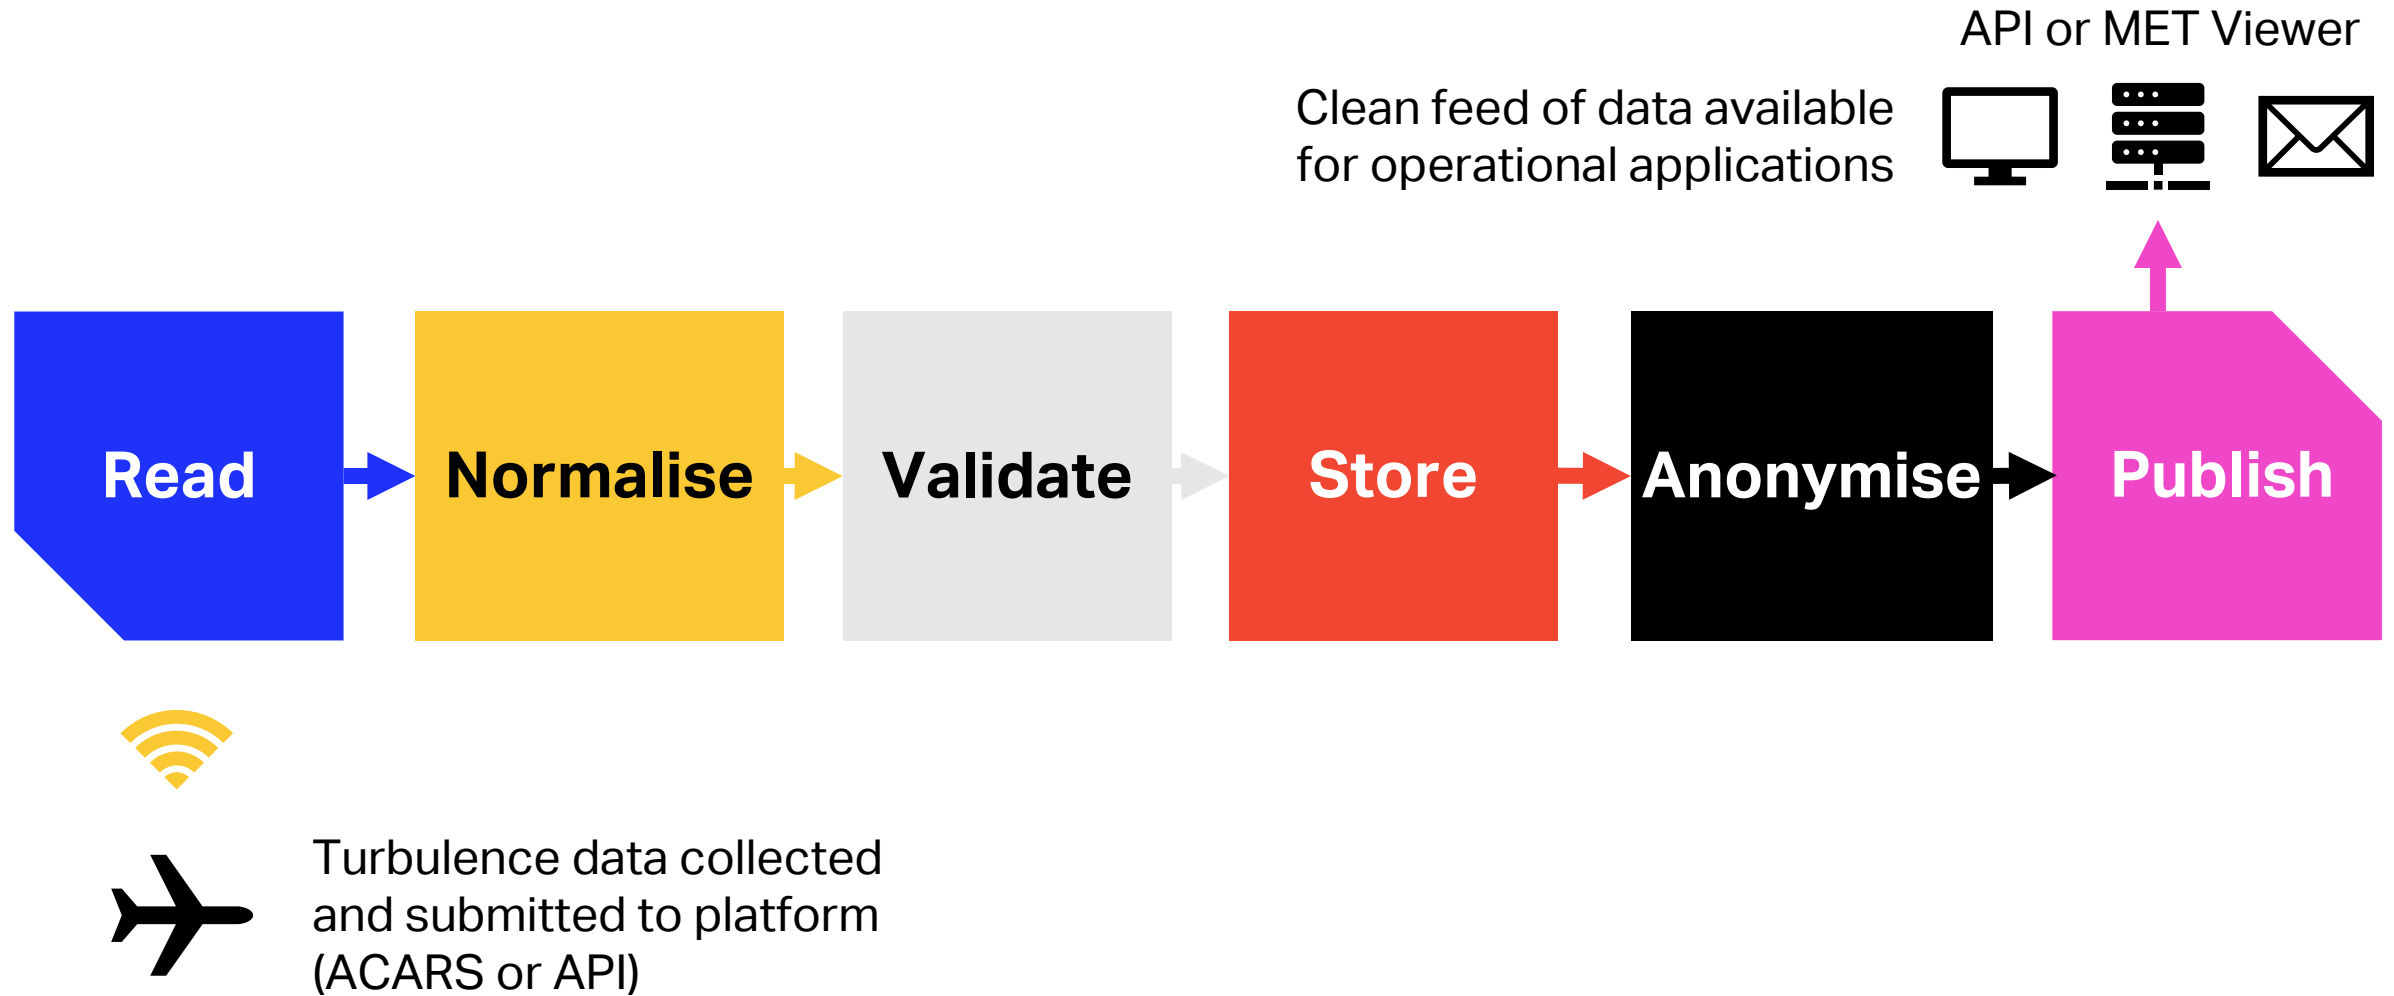 API or MET Viewer
Clean feed of data available
for operational applications
Read
Normalise
Validate
Store
Anonymise
Publish
Turbulence data collected
and submitted to platform
(ACARS or API)